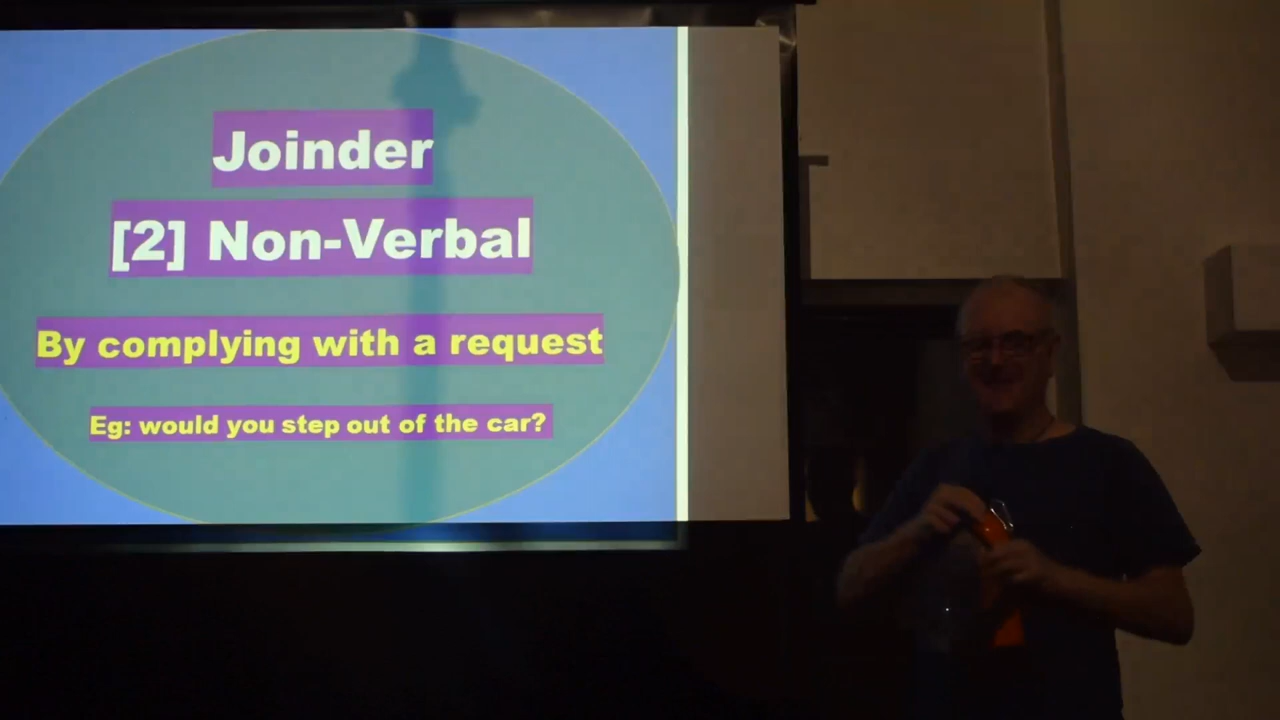 Joinder
[2] Non-Verbal
By complying with a request
Eg: would you step out of the car?